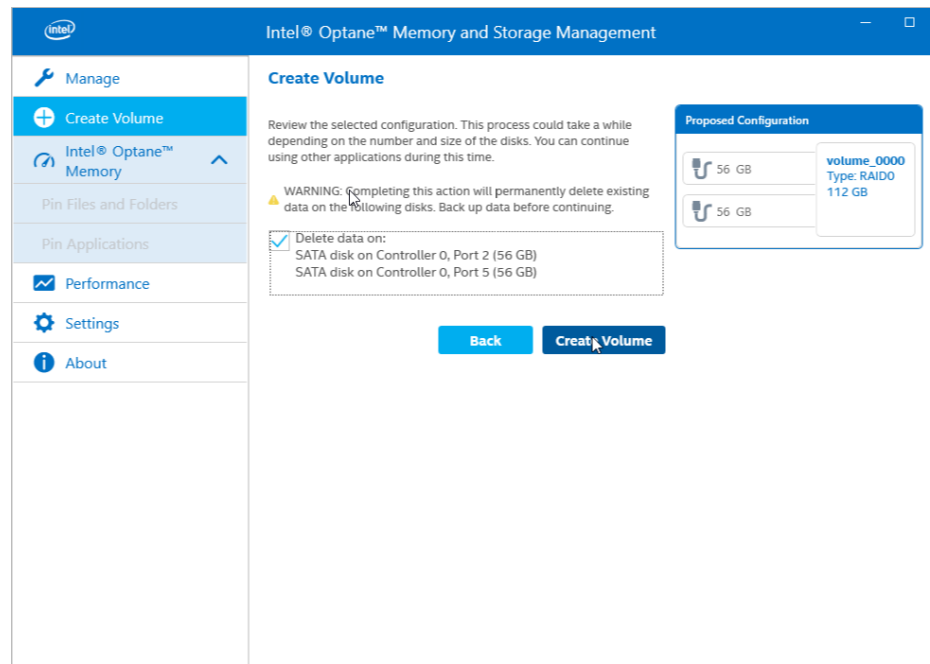 intel
Intel® Optane™ Memory and Storage Management
Manage
Create Volume
Intel® Optane™
Memory
Pin Files and Folders
Pin Applications
Performance
Settings
About
Create Volume
Review the selected configuration. This process could take a while
depending on the number and size of the disks. You can continue
using other applications during this time.
WARNING: Completing this action will permanently delete existing
data on the following disks. Back up data before continuing.
Delete data on:
SATA disk on Controller 0, Port 2 (56 GB)
SATA disk on Controller 0, Port 5 (56 GB)
Back
Create Volume
Proposed Configuration
56 GB
56 GB
volume_0000
Type: RAID0
112 GB